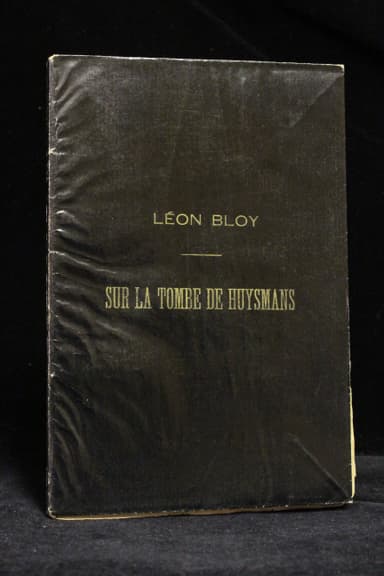 LÉON BLOY
SUR LA TOMBE DE HUYSMANS